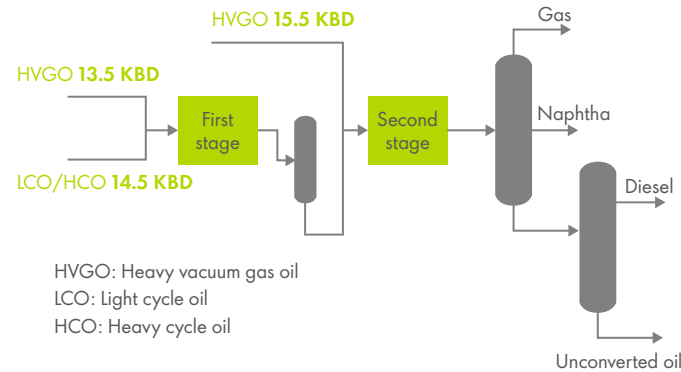 Gas
HVGO 15.5 KBD
HVGO 13.5 KBD
First
stage
Second
stage
Naphtha
LCO/HCO 14.5 KBD
Diesel
HVGO: Heavy vacuum gas oil
LCO: Light cycle oil
HCO: Heavy cycle oil
Unconverted oil